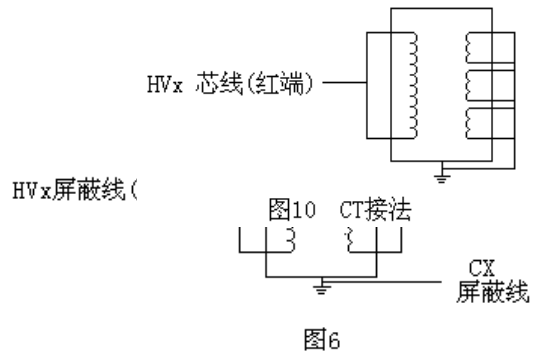 HVx 芯线(红端)
HVx屏蔽线(
图10 CT接法
CX
屏蔽线
图6